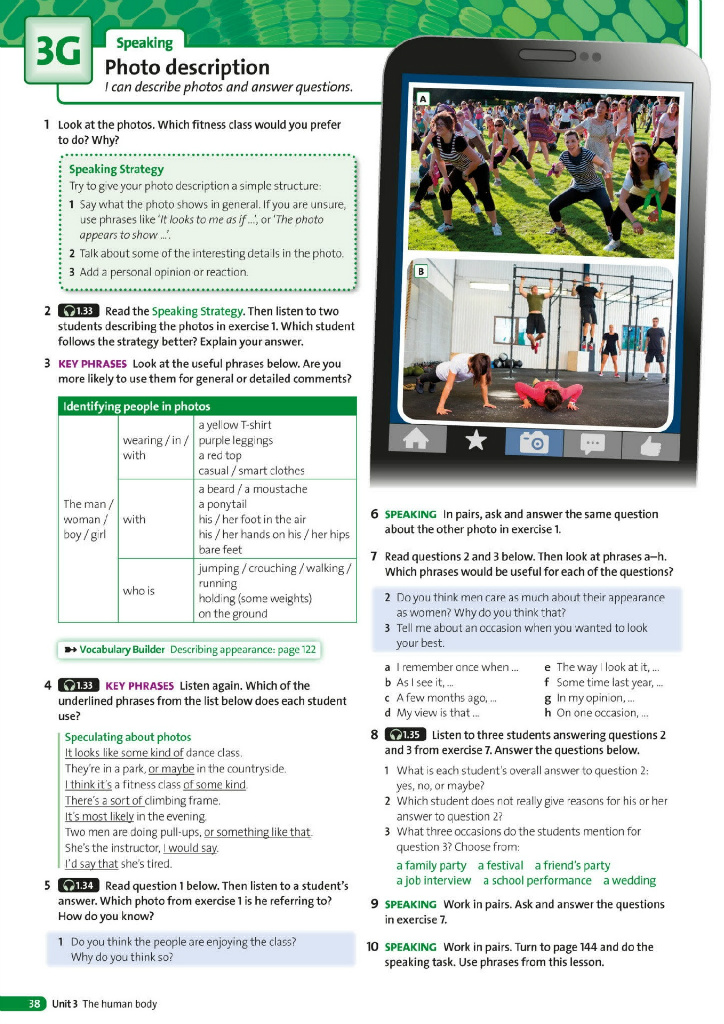 3G
Speaking
Photo description
I can describe photos and answer questions.
1 Look at the photos. Which fitness class would you prefer
to do? Why?
Speaking Strategy
Try to give your photo description a simple structure:
1 Say what the photo shows in general. If you are unsure,
use phrases like 'It looks to me as if ...', or 'The photo
appears to show ...'.
2 Talk about some of the interesting details in the photo.
3 Add a personal opinion or reaction.
2 1.33 Read the Speaking Strategy. Then listen to two
students describing the photos in exercise 1. Which student
follows the strategy better? Explain your answer.
3 KEY PHRASES Look at the useful phrases below. Are you
more likely to use them for general or detailed comments?
Identifying people in photos
The man /
woman /
boy / girl
wearing / in /
with
a yellow T-shirt
purple leggings
a red top
casual / smart clothes
with
a beard / a moustache
a ponytail
his / her foot in the air
his / her hands on his / her hips
bare feet
who is
jumping / crouching / walking /
running
holding (some weights)
on the ground
Vocabulary Builder Describing appearance: page 122
4 1.33 KEY PHRASES Listen again. Which of the
underlined phrases from the list below does each student
use?
Speculating about photos
It looks like some kind of dance class.
They're in a park, or maybe in the countryside.
I think it's a fitness class of some kind.
There's a sort of climbing frame.
It's most likely in the evening.
Two men are doing pull-ups, or something like that.
She's the instructor, I would say.
I'd say that she's tired.
5 1.34 Read question 1 below. Then listen to a student's
answer. Which photo from exercise 1 is he referring to?
How do you know?
1 Do you think the people are enjoying the class?
Why do you think so?
A
B
6 SPEAKING In pairs, ask and answer the same question
about the other photo in exercise 1.
7 Read questions 2 and 3 below. Then look at phrases a–h.
Which phrases would be useful for each of the questions?
2 Do you think men care as much about their appearance
as women? Why do you think that?
3 Tell me about an occasion when you wanted to look
your best.
a I remember once when ...
b As I see it, ...
c A few months ago, ...
d My view is that ...
e The way I look at it, ...
f Some time last year, ...
g In my opinion, ...
h On one occasion, ...
8 1.35 Listen to three students answering questions 2
and 3 from exercise 7. Answer the questions below.
1 What is each student's overall answer to question 2:
yes, no, or maybe?
2 Which student does not really give reasons for his or her
answer to question 2?
3 What three occasions do the students mention for
question 3? Choose from:
a family party a festival a friend's party
a job interview a school performance a wedding
9 SPEAKING Work in pairs. Ask and answer the questions
in exercise 7.
10 SPEAKING Work in pairs. Turn to page 144 and do the
speaking task. Use phrases from this lesson.
38 Unit 3 The human body